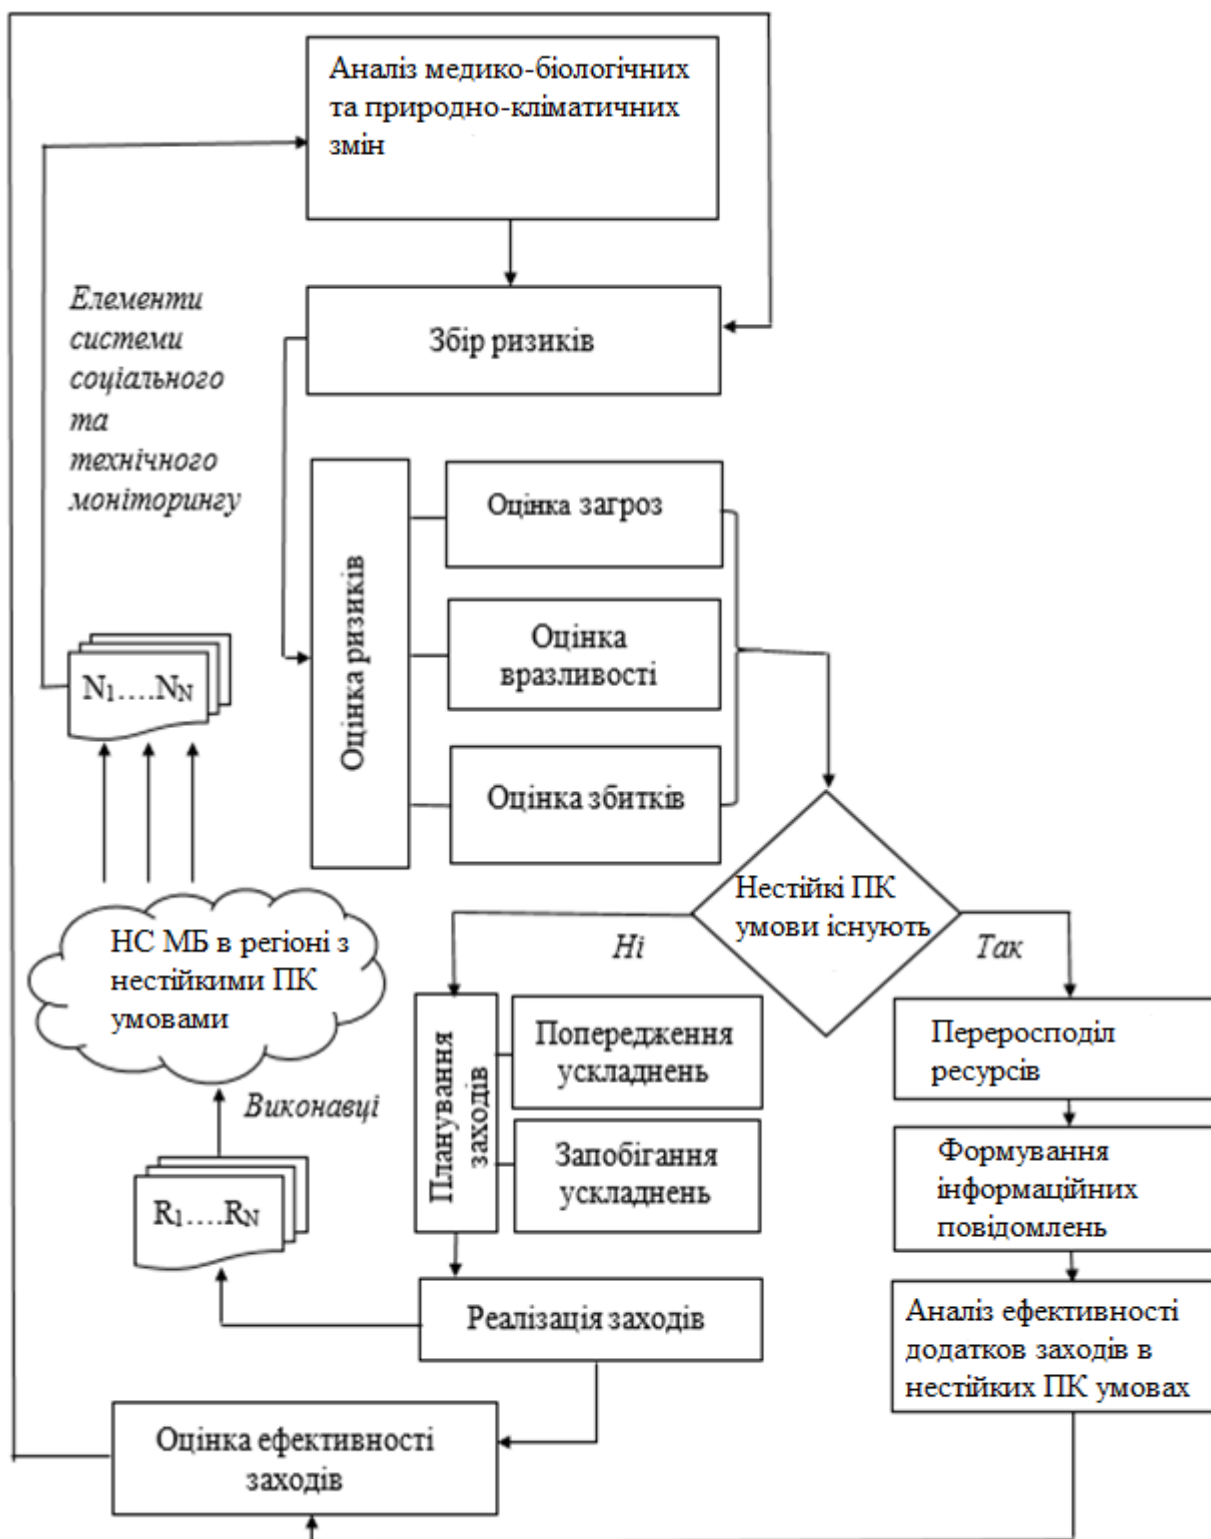 Аналіз медико-біологічних
та природно-кліматичних
змін
Елементи
системи
соціального
та
технічного
моніторингу
Збір ризиків
Оцінка ризиків
Оцінка загроз
Оцінка
вразливості
Оцінка збитків
N1....NN
НС МБ в регіоні з
нестійкими ПК
умовами
Нестійкі ПК
умови існують
Ні
Так
Планування
заходів
Попередження
ускладнень
Запобігання
ускладнень
Переросподіл
ресурсів
Формування
інформаційних
повідомлень
Виконавці
R1....RN
Реалізація заходів
Аналіз ефективності
додатков заходів в
нестійких ПК умовах
Оцінка ефективності
заходів